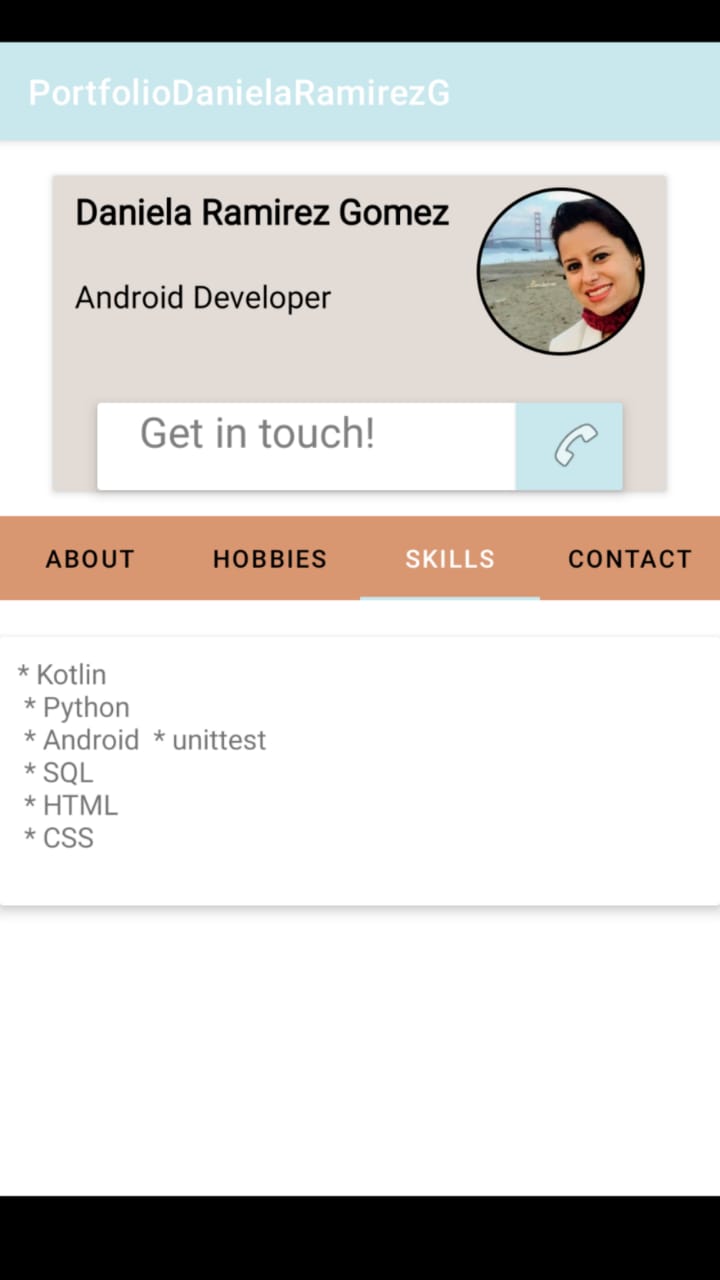 PortfolioDanielaRamirezG
Daniela Ramirez Gomez
Android Developer
Get in touch!
ABOUT HOBBIES SKILLS CONTACT
* Kotlin
* Python
* Android * unittest
* SQL
* HTML
* CSS